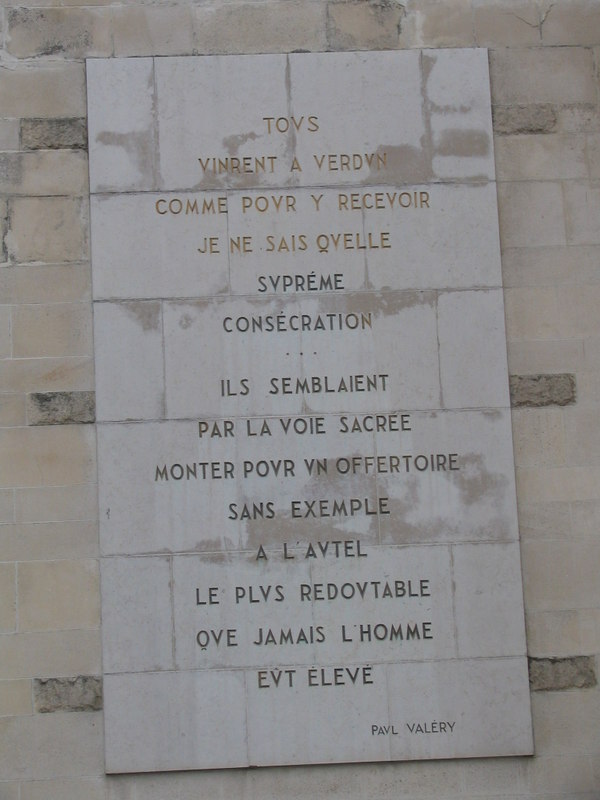 TOVS
VINRENT A VERDVN
COMME POVR Y RECEVOIR
JE NE SAIS QVELLE
SVPRÉME
CONSÉCRATION
...
ILS SEMBLAIENT
PAR LA VOIE SACRÉE
MONTER POVR VN OFFERTOIRE
SANS EXEMPLE
A L'AVTEL
LE PLVS REDOVTABLE
QVE JAMAIS L'HOMME
EÛT ÉLEVÉ
PAVL VALÉRY